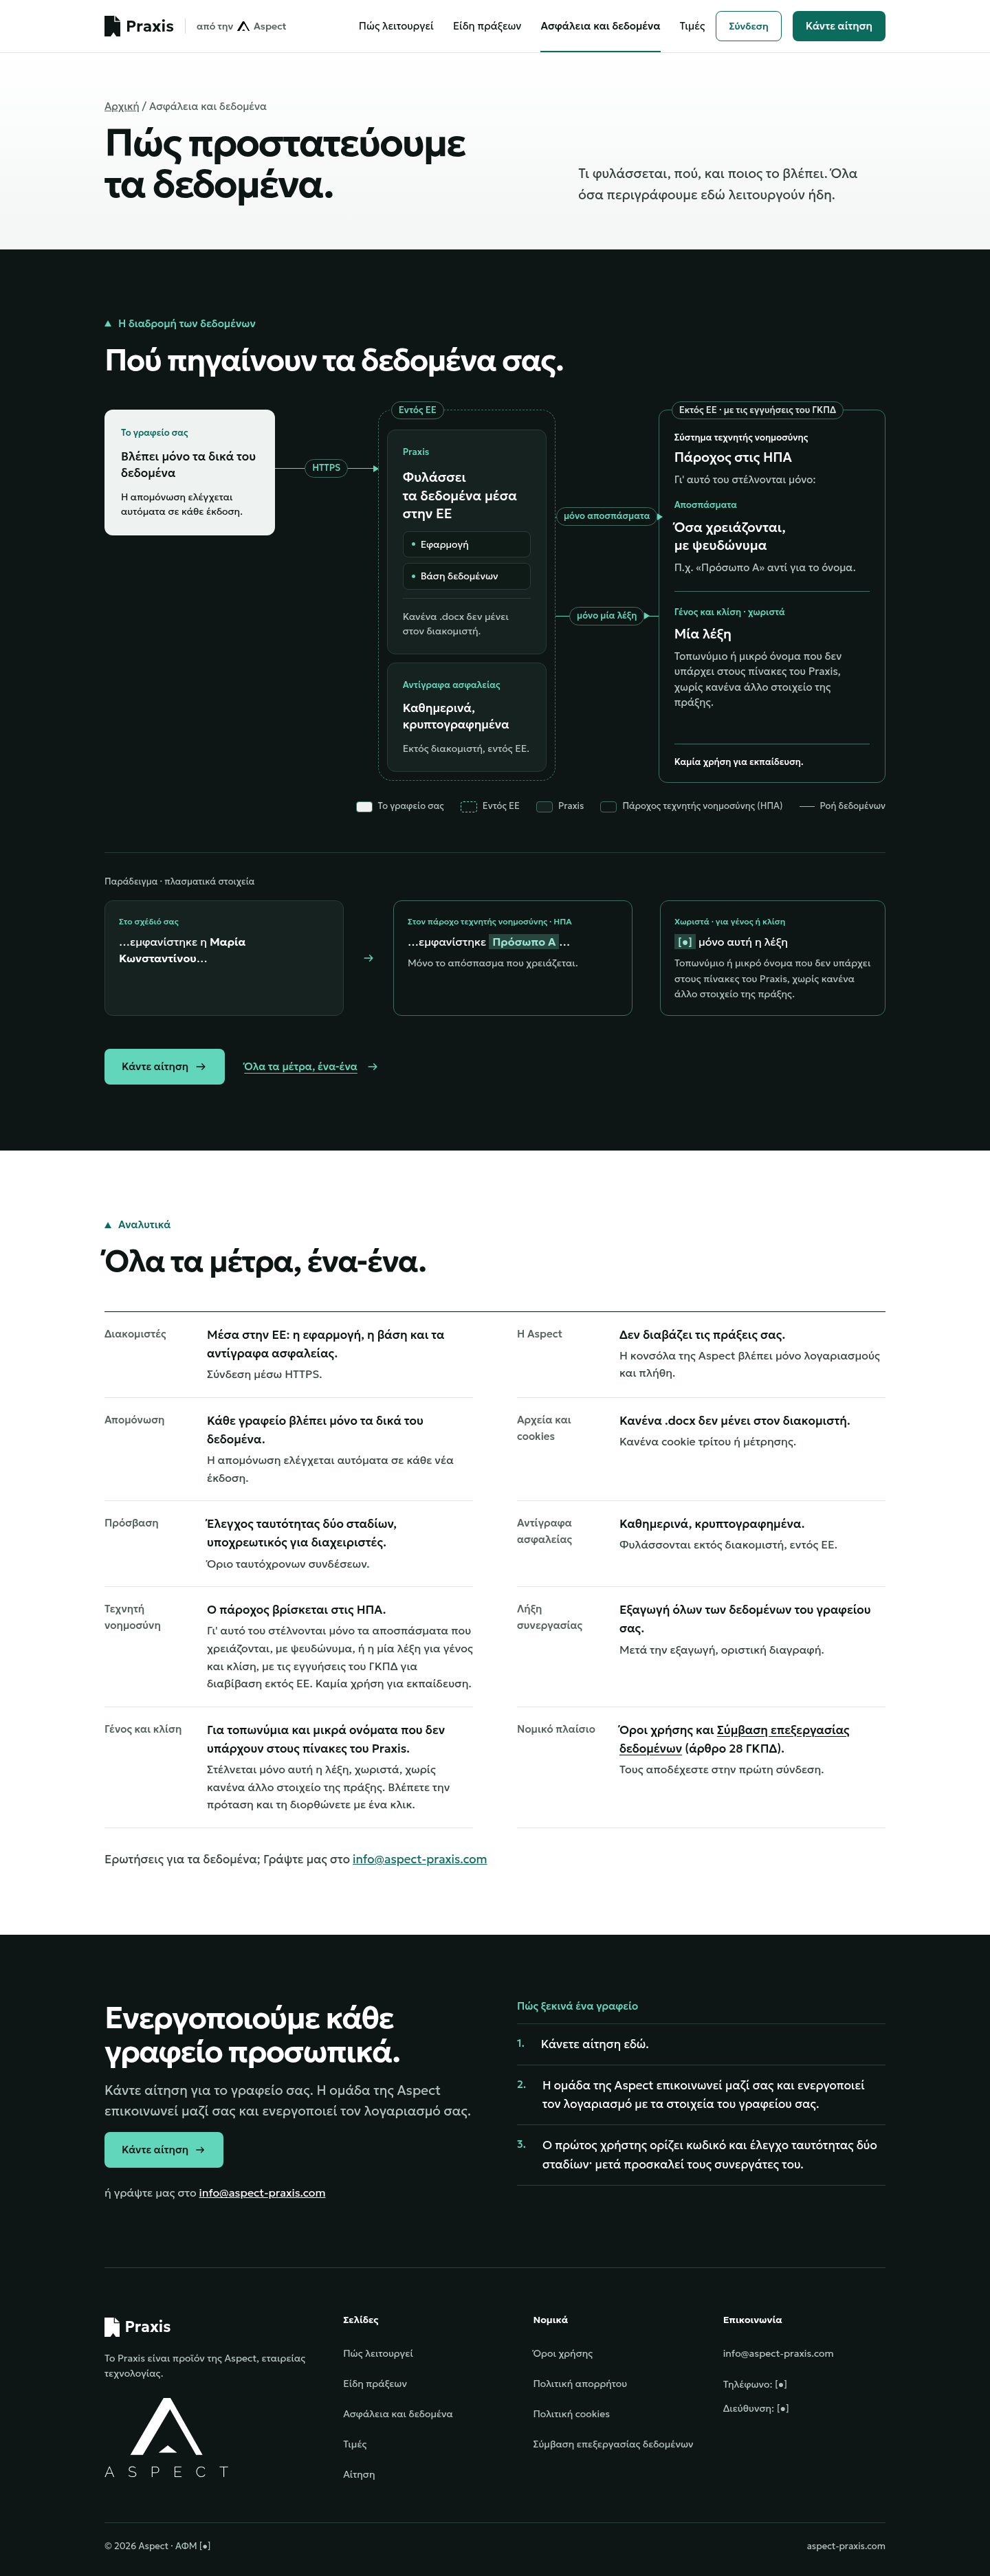 Praxis
από την Aspect
Πώς λειτουργεί
Είδη πράξεων
Ασφάλεια και δεδομένα
Τιμές
Σύνδεση
Κάντε αίτηση
Αρχική / Ασφάλεια και δεδομένα
Πώς προστατεύουμε
τα δεδομένα.
Τι φυλάσσεται, πού, και ποιος το βλέπει. Όλα
όσα περιγράφουμε εδώ λειτουργούν ήδη.
Η διαδρομή των δεδομένων
Πού πηγαίνουν τα δεδομένα σας.
Το γραφείο σας
Βλέπει μόνο τα δικά του
δεδομένα
Η απομόνωση ελέγχεται
αυτόματα σε κάθε έκδοση.
HTTPS
Εντός ΕΕ
Praxis
Φυλάσσει
τα δεδομένα μέσα
στην ΕΕ
Εφαρμογή
Βάση δεδομένων
Κανένα .docx δεν μένει
στον διακομιστή.
Αντίγραφα ασφαλείας
Καθημερινά,
κρυπτογραφημένα
Εκτός διακομιστή, εντός ΕΕ.
μόνο αποσπάσματα
μόνο μία λέξη
Εκτός ΕΕ · με τις εγγυήσεις του ΓΚΠΔ
Σύστημα τεχνητής νοημοσύνης
Πάροχος στις ΗΠΑ
Γι' αυτό του στέλνονται μόνο:
Αποσπάσματα
Όσα χρειάζονται,
με ψευδώνυμα
Π.χ. «Πρόσωπο Α» αντί για το όνομα.
Γένος και κλίση · χωριστά
Μία λέξη
Τοπωνύμιο ή μικρό όνομα που δεν
υπάρχει στους πίνακες του Praxis,
χωρίς κανένα άλλο στοιχείο της
πράξης.
Καμία χρήση για εκπαίδευση.
Το γραφείο σας
Εντός ΕΕ
Praxis
Πάροχος τεχνητής νοημοσύνης (ΗΠΑ)
Ροή δεδομένων
Παράδειγμα · πλασματικά στοιχεία
Στο σχέδιό σας
…εμφανίστηκε η Μαρία
Κωνσταντίνου…
→
Στον πάροχο τεχνητής νοημοσύνης · ΗΠΑ
…εμφανίστηκε Πρόσωπο Α…
Μόνο το απόσπασμα που χρειάζεται.
Χωριστά · για γένος ή κλίση
[●] μόνο αυτή η λέξη
Τοπωνύμιο ή μικρό όνομα που δεν υπάρχει
στους πίνακες του Praxis, χωρίς κανένα
άλλο στοιχείο της πράξης.
Κάντε αίτηση →
Όλα τα μέτρα, ένα-ένα →
Αναλυτικά
Όλα τα μέτρα, ένα-ένα.
Διακομιστές
Μέσα στην ΕΕ: η εφαρμογή, η βάση και τα
αντίγραφα ασφαλείας.
Σύνδεση μέσω HTTPS.
Η Aspect
Δεν διαβάζει τις πράξεις σας.
Η κονσόλα της Aspect βλέπει μόνο λογαριασμούς
και πλήθη.
Απομόνωση
Κάθε γραφείο βλέπει μόνο τα δικά του
δεδομένα.
Η απομόνωση ελέγχεται αυτόματα σε κάθε νέα
έκδοση.
Αρχεία και
cookies
Κανένα .docx δεν μένει στον διακομιστή.
Κανένα cookie τρίτου ή μέτρησης.
Πρόσβαση
Έλεγχος ταυτότητας δύο σταδίων,
υποχρεωτικός για διαχειριστές.
Όριο ταυτόχρονων συνδέσεων.
Αντίγραφα
ασφαλείας
Καθημερινά, κρυπτογραφημένα.
Φυλάσσονται εκτός διακομιστή, εντός ΕΕ.
Τεχνητή
νοημοσύνη
Ο πάροχος βρίσκεται στις ΗΠΑ.
Γι' αυτό του στέλνονται μόνο τα αποσπάσματα που
χρειάζονται, με ψευδώνυμα, ή η μία λέξη για γένος
και κλίση, με τις εγγυήσεις του ΓΚΠΔ για
διαβίβαση εκτός ΕΕ. Καμία χρήση για εκπαίδευση.
Λήξη
συνεργασίας
Εξαγωγή όλων των δεδομένων του γραφείου
σας.
Μετά την εξαγωγή, οριστική διαγραφή.
Γένος και κλίση
Για τοπωνύμια και μικρά ονόματα που δεν
υπάρχουν στους πίνακες του Praxis.
Στέλνεται μόνο αυτή η λέξη, χωριστά, χωρίς
κανένα άλλο στοιχείο της πράξης. Βλέπετε την
πρόταση και τη διορθώνετε με ένα κλικ.
Νομικό πλαίσιο
Όροι χρήσης και Σύμβαση επεξεργασίας
δεδομένων (άρθρο 28 ΓΚΠΔ).
Τους αποδέχεστε στην πρώτη σύνδεση.
Ερωτήσεις για τα δεδομένα; Γράψτε μας στο info@aspect-praxis.com
Ενεργοποιούμε κάθε
γραφείο προσωπικά.
Κάντε αίτηση για το γραφείο σας. Η ομάδα της Aspect
επικοινωνεί μαζί σας και ενεργοποιεί τον λογαριασμό σας.
Κάντε αίτηση →
ή γράψτε μας στο info@aspect-praxis.com
Πώς ξεκινά ένα γραφείο
1. Κάνετε αίτηση εδώ.
2. Η ομάδα της Aspect επικοινωνεί μαζί σας και ενεργοποιεί
τον λογαριασμό με τα στοιχεία του γραφείου σας.
3. Ο πρώτος χρήστης ορίζει κωδικό και έλεγχο ταυτότητας δύο
σταδίων· μετά προσκαλεί τους συνεργάτες του.
Praxis
Το Praxis είναι προϊόν της Aspect, εταιρείας
τεχνολογίας.
ASPECT
Σελίδες
Πώς λειτουργεί
Είδη πράξεων
Ασφάλεια και δεδομένα
Τιμές
Αίτηση
Νομικά
Όροι χρήσης
Πολιτική απορρήτου
Πολιτική cookies
Σύμβαση επεξεργασίας δεδομένων
Επικοινωνία
info@aspect-praxis.com
Τηλέφωνο: [●]
Διεύθυνση: [●]
© 2026 Aspect · ΑΦΜ [●]
aspect-praxis.com